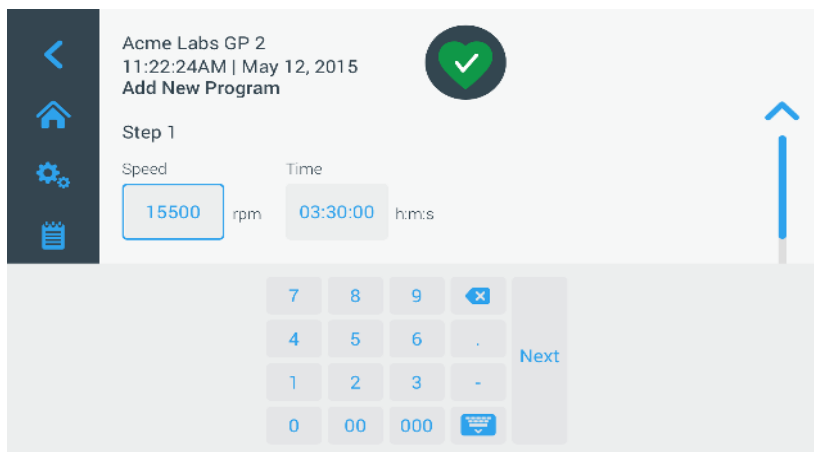 Acme Labs GP 2
11:22:24AM | May 12, 2015
Add New Program
Step 1
Speed Time
15500 rpm 03:30:00 h:m:s
7 8 9
4 5 6 .
Next
1 2 3 -
0 00 000